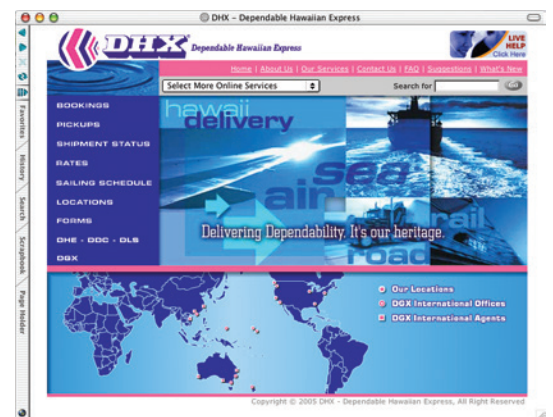 DHX - Dependable Hawaiian Express
DHX Dependable Hawaiian Express
LIVE
HELP
Click Here
Home | About Us | Our Services | Contact Us | FAQ | Suggestions | What's New
Select More Online Services
Search for
GO
Favorites
History
Search
Scrapbook
Page Holder
BOOKINGS
PICKUPS
SHIPMENT STATUS
RATES
SAILING SCHEDULE
LOCATIONS
FORMS
DHE - DDC - DLS
DGX
hawaii
delivery
sea
air
rail
road
Delivering Dependability, It's our heritage.
Our Locations
DGX International Offices
DGX International Agents
Copyright © 2005 DHX - Dependable Hawaiian Express, All Right Reserved